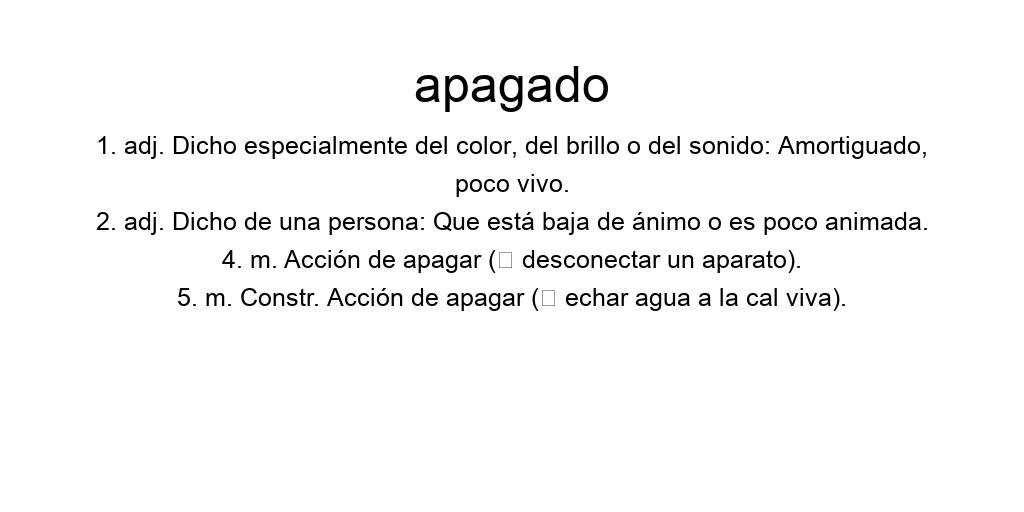 apagado
1. adj. Dicho especialmente del color, del brillo o del sonido: Amortiguado,
poco vivo.
2. adj. Dicho de una persona: Que está baja de ánimo o es poco animada.
4. m. Acción de apagar (□ desconectar un aparato).
5. m. Constr. Acción de apagar (□ echar agua a la cal viva).